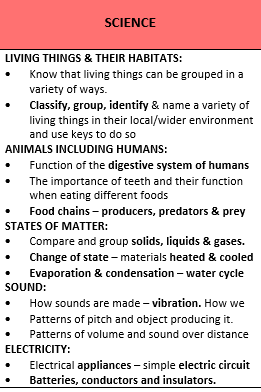 SCIENCE
LIVING THINGS & THEIR HABITATS:
• Know that living things can be grouped in a
variety of ways.
• Classify, group, identify & name a variety of
living things in their local/wider environment
and use keys to do so
ANIMALS INCLUDING HUMANS:
• Function of the digestive system of humans
• The importance of teeth and their function
when eating different foods
• Food chains – producers, predators & prey
STATES OF MATTER:
• Compare and group solids, liquids & gases.
• Change of state – materials heated & cooled
• Evaporation & condensation – water cycle
SOUND:
• How sounds are made – vibration. How we
• Patterns of pitch and object producing it.
• Patterns of volume and sound over distance
ELECTRICITY:
• Electrical appliances – simple electric circuit
• Batteries, conductors and insulators.